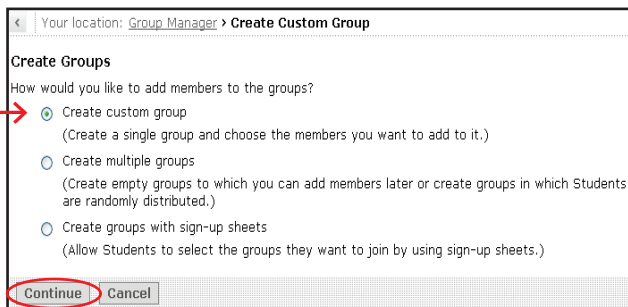 Your location: Group Manager > Create Custom Group
Create Groups
How would you like to add members to the groups?
Create custom group
(Create a single group and choose the members you want to add to it.)
Create multiple groups
(Create empty groups to which you can add members later or create groups in which Students
are randomly distributed.)
Create groups with sign-up sheets
(Allow Students to select the groups they want to join by using sign-up sheets.)
Continue Cancel